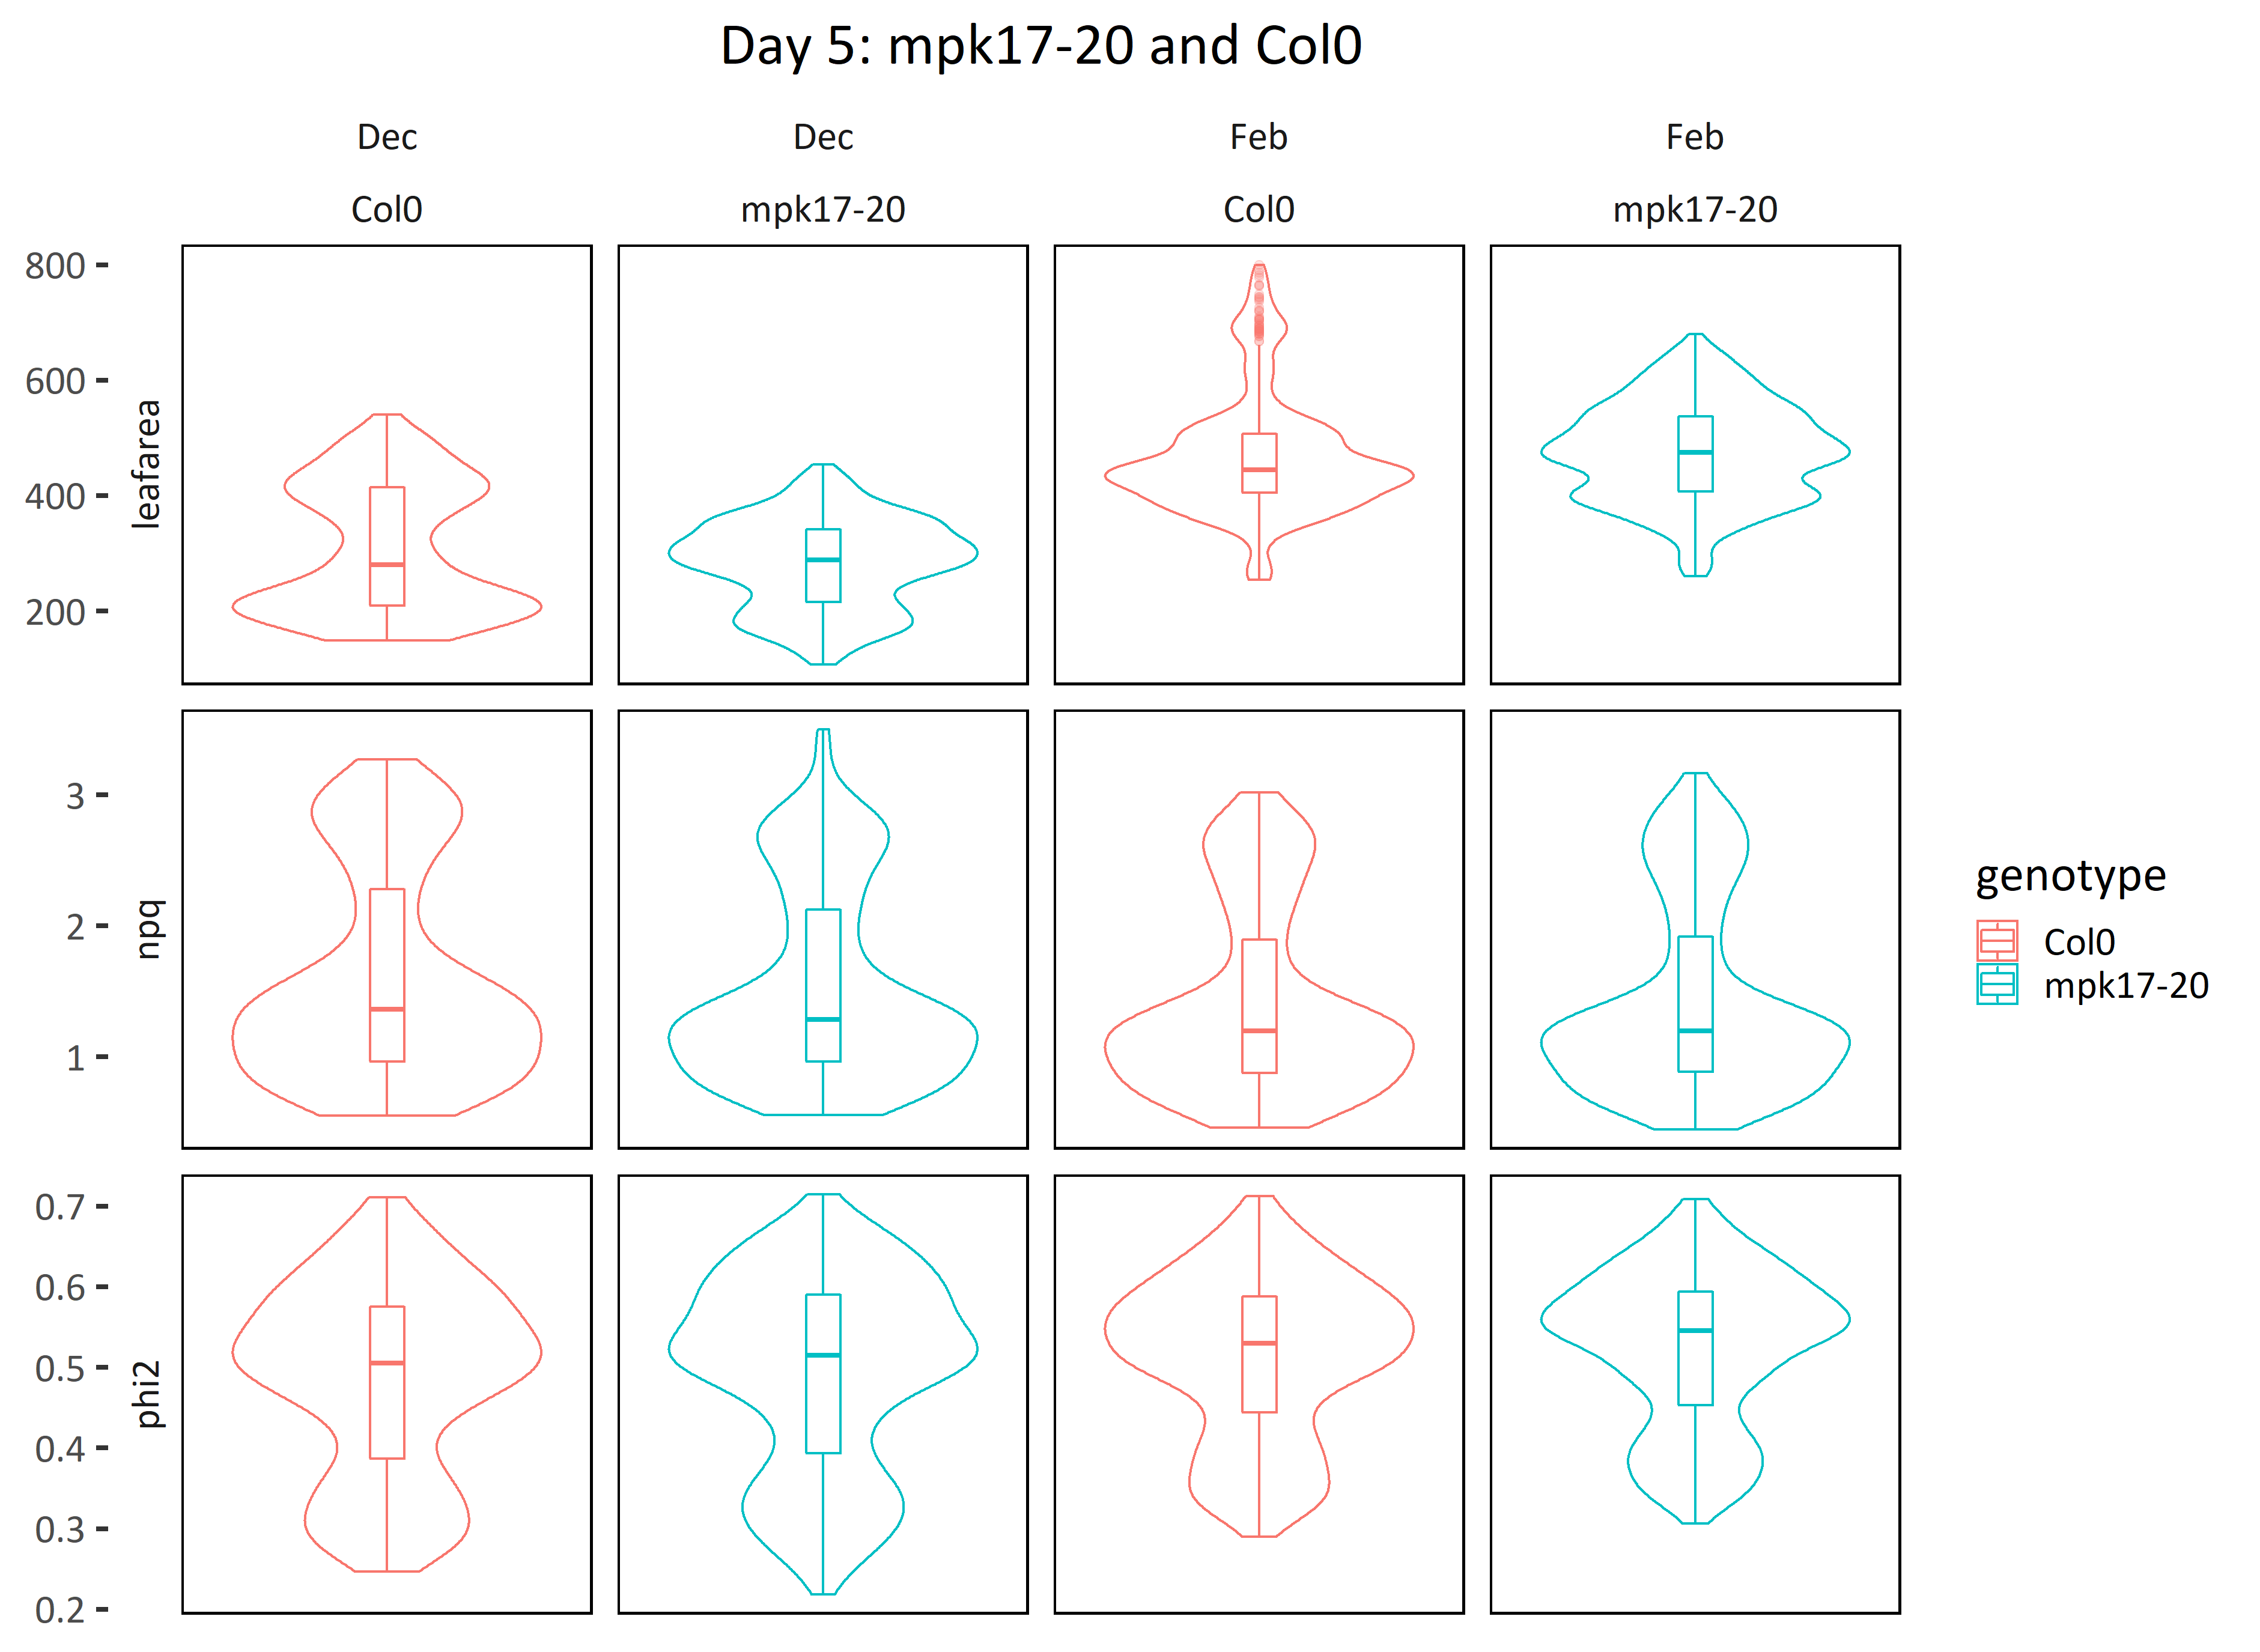 Day 5: mpk17-20 and Col0
Dec Dec Feb Feb
Col0 mpk17-20 Col0 mpk17-20
leafarea
800
600
400
200
npq
3
2
1
phi2
0.7
0.6
0.5
0.4
0.3
0.2
genotype
Col0
mpk17-20